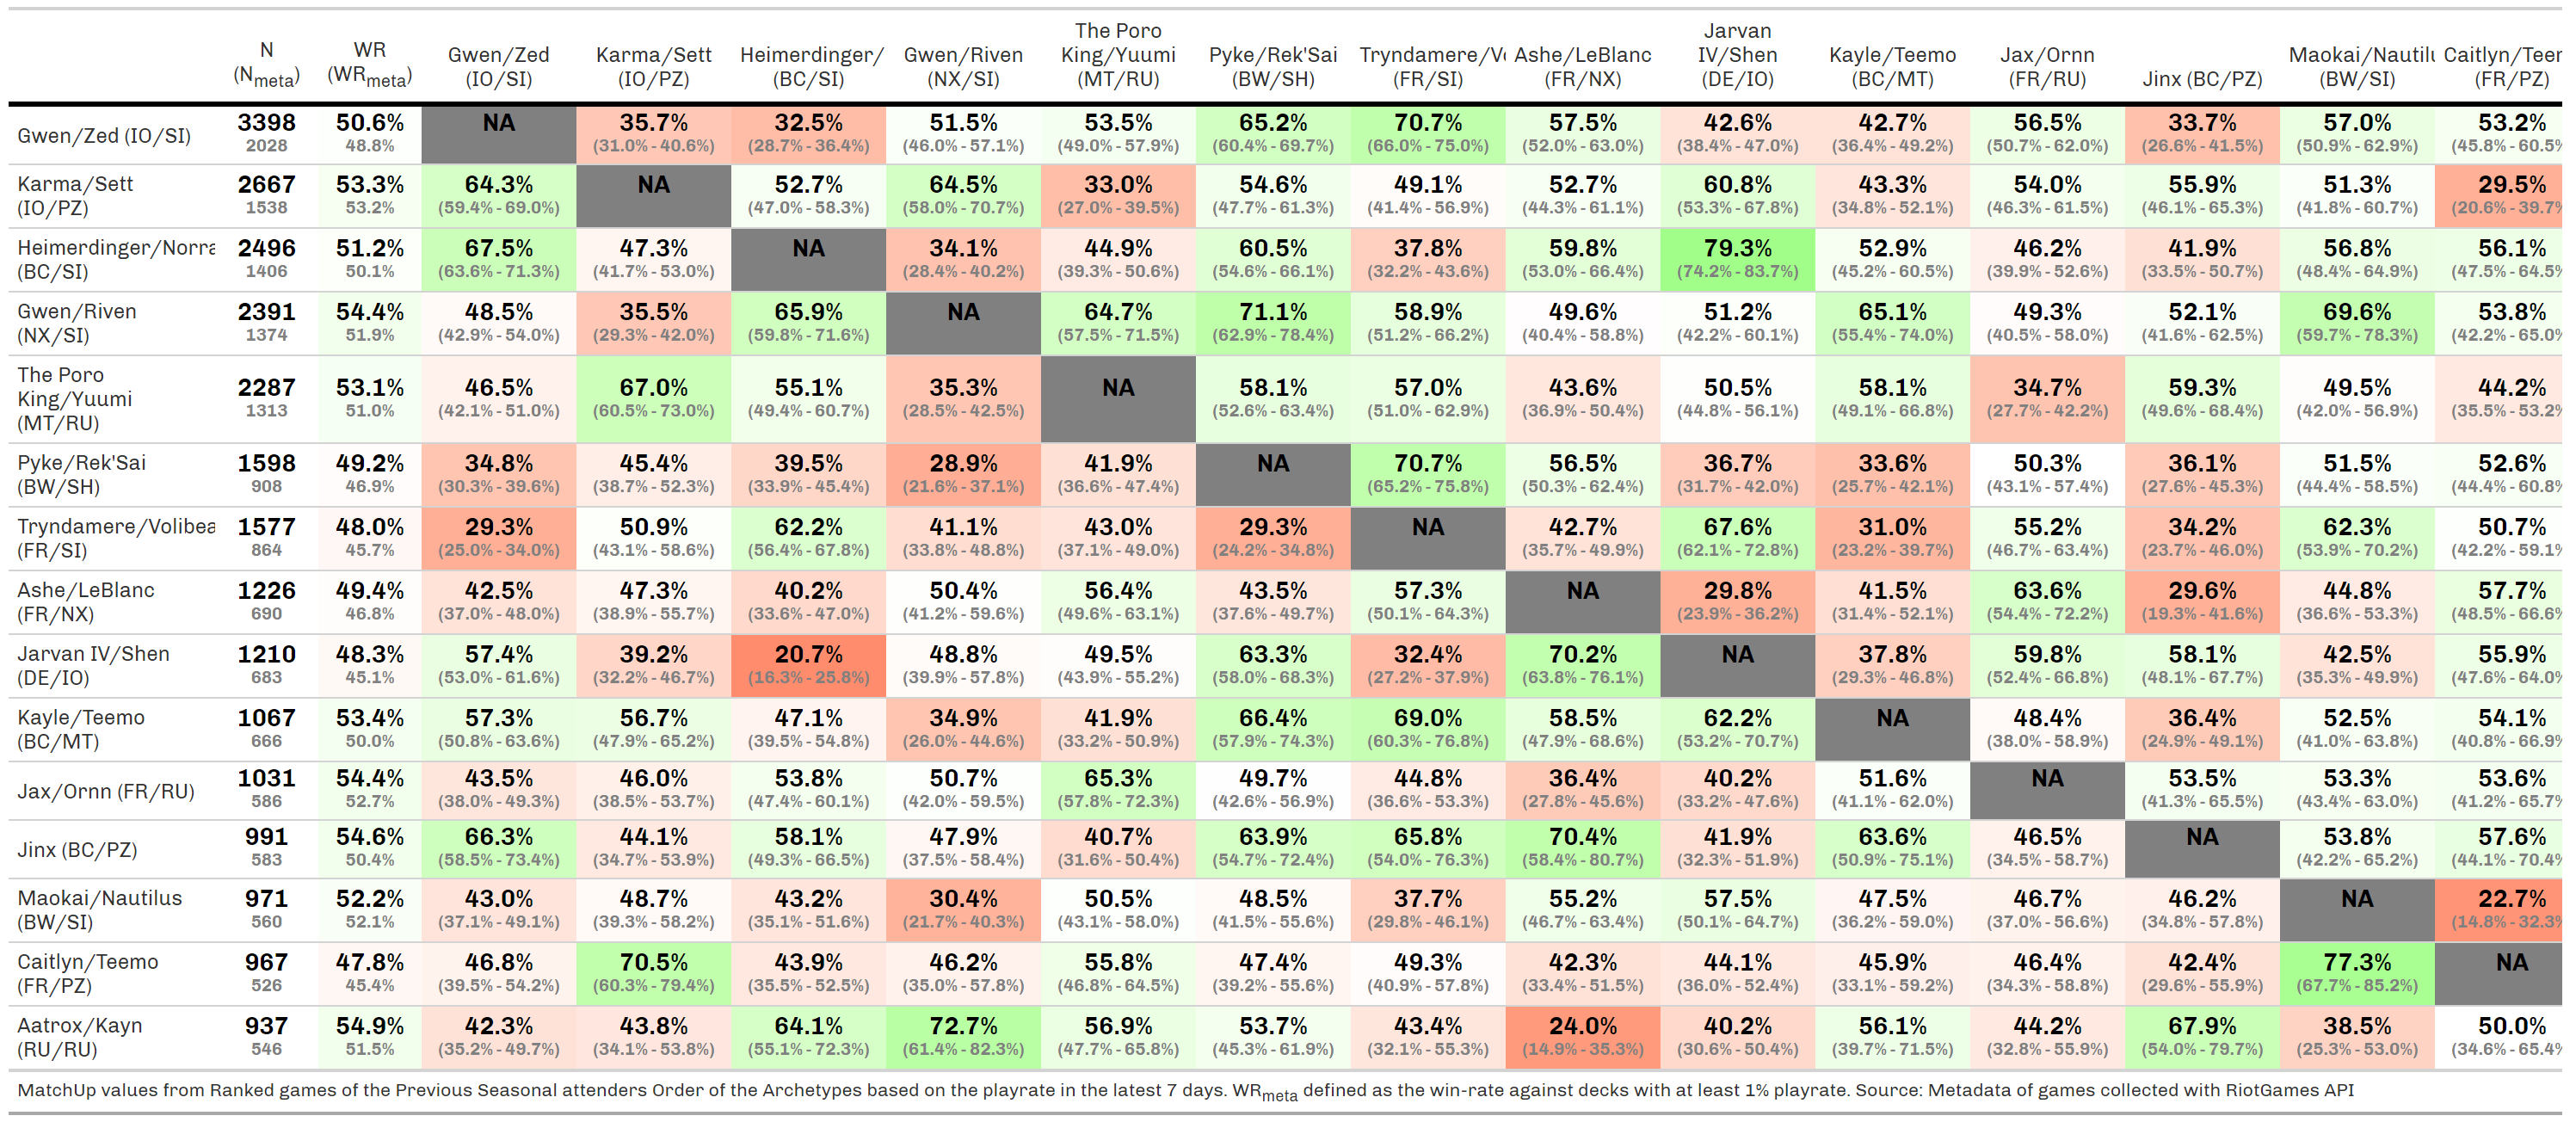 N (Nmeta) WR (WRmeta) Gwen/Zed (IO/SI) Karma/Sett (IO/PZ) Heimerdinger/ (BC/SI) Gwen/Riven (NX/SI) The Poro King/Yuumi (MT/RU) Pyke/Rek'Sai (BW/SH) Tryndamere/Vo (FR/SI) Ashe/LeBlanc (FR/NX) Jarvan IV/Shen (DE/IO) Kayle/Teemo (BC/MT) Jax/Ornn (FR/RU) Jinx (BC/PZ) Maokai/Nautilu (BW/SI) Caitlyn/Teer (FR/PZ)
Gwen/Zed (IO/SI) 3398 50.6% NA 35.7% 32.5% 51.5% 53.5% 65.2% 70.7% 57.5% 42.6% 42.7% 56.5% 33.7% 57.0% 53.2%
2028 48.8% (31.0% - 40.6%) (28.7% - 36.4%) (46.0% - 57.1%) (49.0% - 57.9%) (60.4% - 69.7%) (66.0% - 75.0%) (52.0% - 63.0%) (38.4% - 47.0%) (36.4% - 49.2%) (50.7% - 62.0%) (26.6% - 41.5%) (50.9% - 62.9%) (45.8% - 60.5%
Karma/Sett 2667 53.3% 64.3% NA 52.7% 64.5% 33.0% 54.6% 49.1% 52.7% 60.8% 43.3% 54.0% 55.9% 51.3% 29.5%
(IO/PZ) 1538 53.2% (59.4% - 69.0%) (47.0% - 58.3%) (58.0% - 70.7%) (27.0% - 39.5%) (47.7% - 61.3%) (41.4% - 56.9%) (44.3% - 61.1%) (53.3% - 67.8%) (34.8% - 52.1%) (46.3% - 61.5%) (46.1% - 65.3%) (41.8% - 60.7%) (20.6% - 39.7%
Heimerdinger/Norra 2496 51.2% 67.5% 47.3% NA 34.1% 44.9% 60.5% 37.8% 59.8% 79.3% 52.9% 46.2% 41.9% 56.8% 56.1%
(BC/SI) 1406 50.1% (63.6% - 71.3%) (41.7% - 53.0%) (28.4% - 40.2%) (39.3% - 50.6%) (54.6% - 66.1%) (32.2% - 43.6%) (53.0% - 66.4%) (74.2% - 83.7%) (45.2% - 60.5%) (39.9% - 52.6%) (33.5% - 50.7%) (48.4% - 64.9%) (47.5% - 64.5%
Gwen/Riven 2391 54.4% 48.5% 35.5% 65.9% NA 64.7% 71.1% 58.9% 49.6% 51.2% 65.1% 49.3% 52.1% 69.6% 53.8%
(NX/SI) 1374 51.9% (42.9% - 54.0%) (29.3% - 42.0%) (59.8% - 71.6%) (57.5% - 71.5%) (62.9% - 78.4%) (51.2% - 66.2%) (40.4% - 58.8%) (42.2% - 60.1%) (55.4% - 74.0%) (40.5% - 58.0%) (41.6% - 62.5%) (59.7% - 78.3%) (42.2% - 65.0%
The Poro
King/Yuumi 2287 53.1% 46.5% 67.0% 55.1% 35.3% NA 58.1% 57.0% 43.6% 50.5% 58.1% 34.7% 59.3% 49.5% 44.2%
(MT/RU) 1313 51.0% (42.1% - 51.0%) (60.5% - 73.0%) (49.4% - 60.7%) (28.5% - 42.5%) (52.6% - 63.4%) (51.0% - 62.9%) (36.9% - 50.4%) (44.8% - 56.1%) (49.1% - 66.8%) (27.7% - 42.2%) (49.6% - 68.4%) (42.0% - 56.9%) (35.5% - 53.2%
Pyke/Rek'Sai 1598 49.2% 34.8% 45.4% 39.5% 28.9% 41.9% NA 70.7% 56.5% 36.7% 33.6% 50.3% 36.1% 51.5% 52.6%
(BW/SH) 908 46.9% (30.3% - 39.6%) (38.7% - 52.3%) (33.9% - 45.4%) (21.6% - 37.1%) (36.6% - 47.4%) (65.2% - 75.8%) (50.3% - 62.4%) (31.7% - 42.0%) (25.7% - 42.1%) (43.1% - 57.4%) (27.6% - 45.3%) (44.4% - 58.5%) (44.4% - 60.8%
Tryndamere/Volibea 1577 48.0% 29.3% 50.9% 62.2% 41.1% 43.0% 29.3% NA 42.7% 67.6% 31.0% 55.2% 34.2% 62.3% 50.7%
(FR/SI) 864 45.7% (25.0% - 34.0%) (43.1% - 58.6%) (56.4% - 67.8%) (33.8% - 48.8%) (37.1% - 49.0%) (24.2% - 34.8%) (35.7% - 49.9%) (62.1% - 72.8%) (23.2% - 39.7%) (46.7% - 63.4%) (23.7% - 46.0%) (53.9% - 70.2%) (42.2% - 59.1%
Ashe/LeBlanc 1226 49.4% 42.5% 47.3% 40.2% 50.4% 56.4% 43.5% 57.3% NA 29.8% 41.5% 63.6% 29.6% 44.8% 57.7%
(FR/NX) 690 46.8% (37.0% - 48.0%) (38.9% - 55.7%) (33.6% - 47.0%) (41.2% - 59.6%) (49.6% - 63.1%) (37.6% - 49.7%) (50.1% - 64.3%) (23.9% - 36.2%) (31.4% - 52.1%) (54.4% - 72.2%) (19.3% - 41.6%) (36.6% - 53.3%) (48.5% - 66.6%
Jarvan IV/Shen 1210 48.3% 57.4% 39.2% 20.7% 48.8% 49.5% 63.3% 32.4% 70.2% NA 37.8% 59.8% 58.1% 42.5% 55.9%
(DE/IO) 683 45.1% (53.0% - 61.6%) (32.2% - 46.7%) (16.3% - 25.8%) (39.9% - 57.8%) (43.9% - 55.2%) (58.0% - 68.3%) (27.2% - 37.9%) (63.8% - 76.1%) (29.3% - 46.8%) (52.4% - 66.8%) (48.1% - 67.7%) (35.3% - 49.9%) (47.6% - 64.0%
Kayle/Teemo 1067 53.4% 57.3% 56.7% 47.1% 34.9% 41.9% 66.4% 69.0% 58.5% 62.2% NA 48.4% 36.4% 52.5% 54.1%
(BC/MT) 666 50.0% (50.8% - 63.6%) (47.9% - 65.2%) (39.5% - 54.8%) (26.0% - 44.6%) (33.2% - 50.9%) (57.9% - 74.3%) (60.3% - 76.8%) (47.9% - 68.6%) (53.2% - 70.7%) (38.0% - 58.9%) (24.9% - 49.1%) (41.0% - 63.8%) (40.8% - 66.9%
Jax/Ornn (FR/RU) 1031 54.4% 43.5% 46.0% 53.8% 50.7% 65.3% 49.7% 44.8% 36.4% 40.2% 51.6% NA 53.5% 53.3% 53.6%
586 52.7% (38.0% - 49.3%) (38.5% - 53.7%) (47.4% - 60.1%) (42.0% - 59.5%) (57.8% - 72.3%) (42.6% - 56.9%) (36.6% - 53.3%) (27.8% - 45.6%) (33.2% - 47.6%) (41.1% - 62.0%) (41.3% - 65.5%) (43.4% - 63.0%) (41.2% - 65.7%
Jinx (BC/PZ) 991 54.6% 66.3% 44.1% 58.1% 47.9% 40.7% 63.9% 65.8% 70.4% 41.9% 63.6% 46.5% NA 53.8% 57.6%
583 50.4% (58.5% - 73.4%) (34.7% - 53.9%) (49.3% - 66.5%) (37.5% - 58.4%) (31.6% - 50.4%) (54.7% - 72.4%) (54.0% - 76.3%) (58.4% - 80.7%) (32.3% - 51.9%) (50.9% - 75.1%) (34.5% - 58.7%) (42.2% - 65.2%) (44.1% - 70.4%
Maokai/Nautilus 971 52.2% 43.0% 48.7% 43.2% 30.4% 50.5% 48.5% 37.7% 55.2% 57.5% 47.5% 46.7% 46.2% NA 22.7%
(BW/SI) 560 52.1% (37.1% - 49.1%) (39.3% - 58.2%) (35.1% - 51.6%) (21.7% - 40.3%) (43.1% - 58.0%) (41.5% - 55.6%) (29.8% - 46.1%) (46.7% - 63.4%) (50.1% - 64.7%) (36.2% - 59.0%) (37.0% - 56.6%) (34.8% - 57.8%) (14.8% - 32.3%
Caitlyn/Teemo 967 47.8% 46.8% 70.5% 43.9% 46.2% 55.8% 47.4% 49.3% 42.3% 44.1% 45.9% 46.4% 42.4% 77.3% NA
(FR/PZ) 526 45.4% (39.5% - 54.2%) (60.3% - 79.4%) (35.5% - 52.5%) (35.0% - 57.8%) (46.8% - 64.5%) (39.2% - 55.6%) (40.9% - 57.8%) (33.4% - 51.5%) (36.0% - 52.4%) (33.1% - 59.2%) (34.3% - 58.8%) (29.6% - 55.9%) (67.7% - 85.2%)
Aatrox/Kayn 937 54.9% 42.3% 43.8% 64.1% 72.7% 56.9% 53.7% 43.4% 24.0% 40.2% 56.1% 44.2% 67.9% 38.5% 50.0%
(RU/RU) 546 51.5% (35.2% - 49.7%) (34.1% - 53.8%) (55.1% - 72.3%) (61.4% - 82.3%) (47.7% - 65.8%) (45.3% - 61.9%) (32.1% - 55.3%) (14.9% - 35.3%) (30.6% - 50.4%) (39.7% - 71.5%) (32.8% - 55.9%) (54.0% - 79.7%) (25.3% - 53.0%) (34.6% - 65.4%
MatchUp values from Ranked games of the Previous Seasonal attenders Order of the Archetypes based on the playrate in the latest 7 days. WRmeta defined as the win-rate against decks with at least 1% playrate. Source: Metadata of games collected with RiotGames API